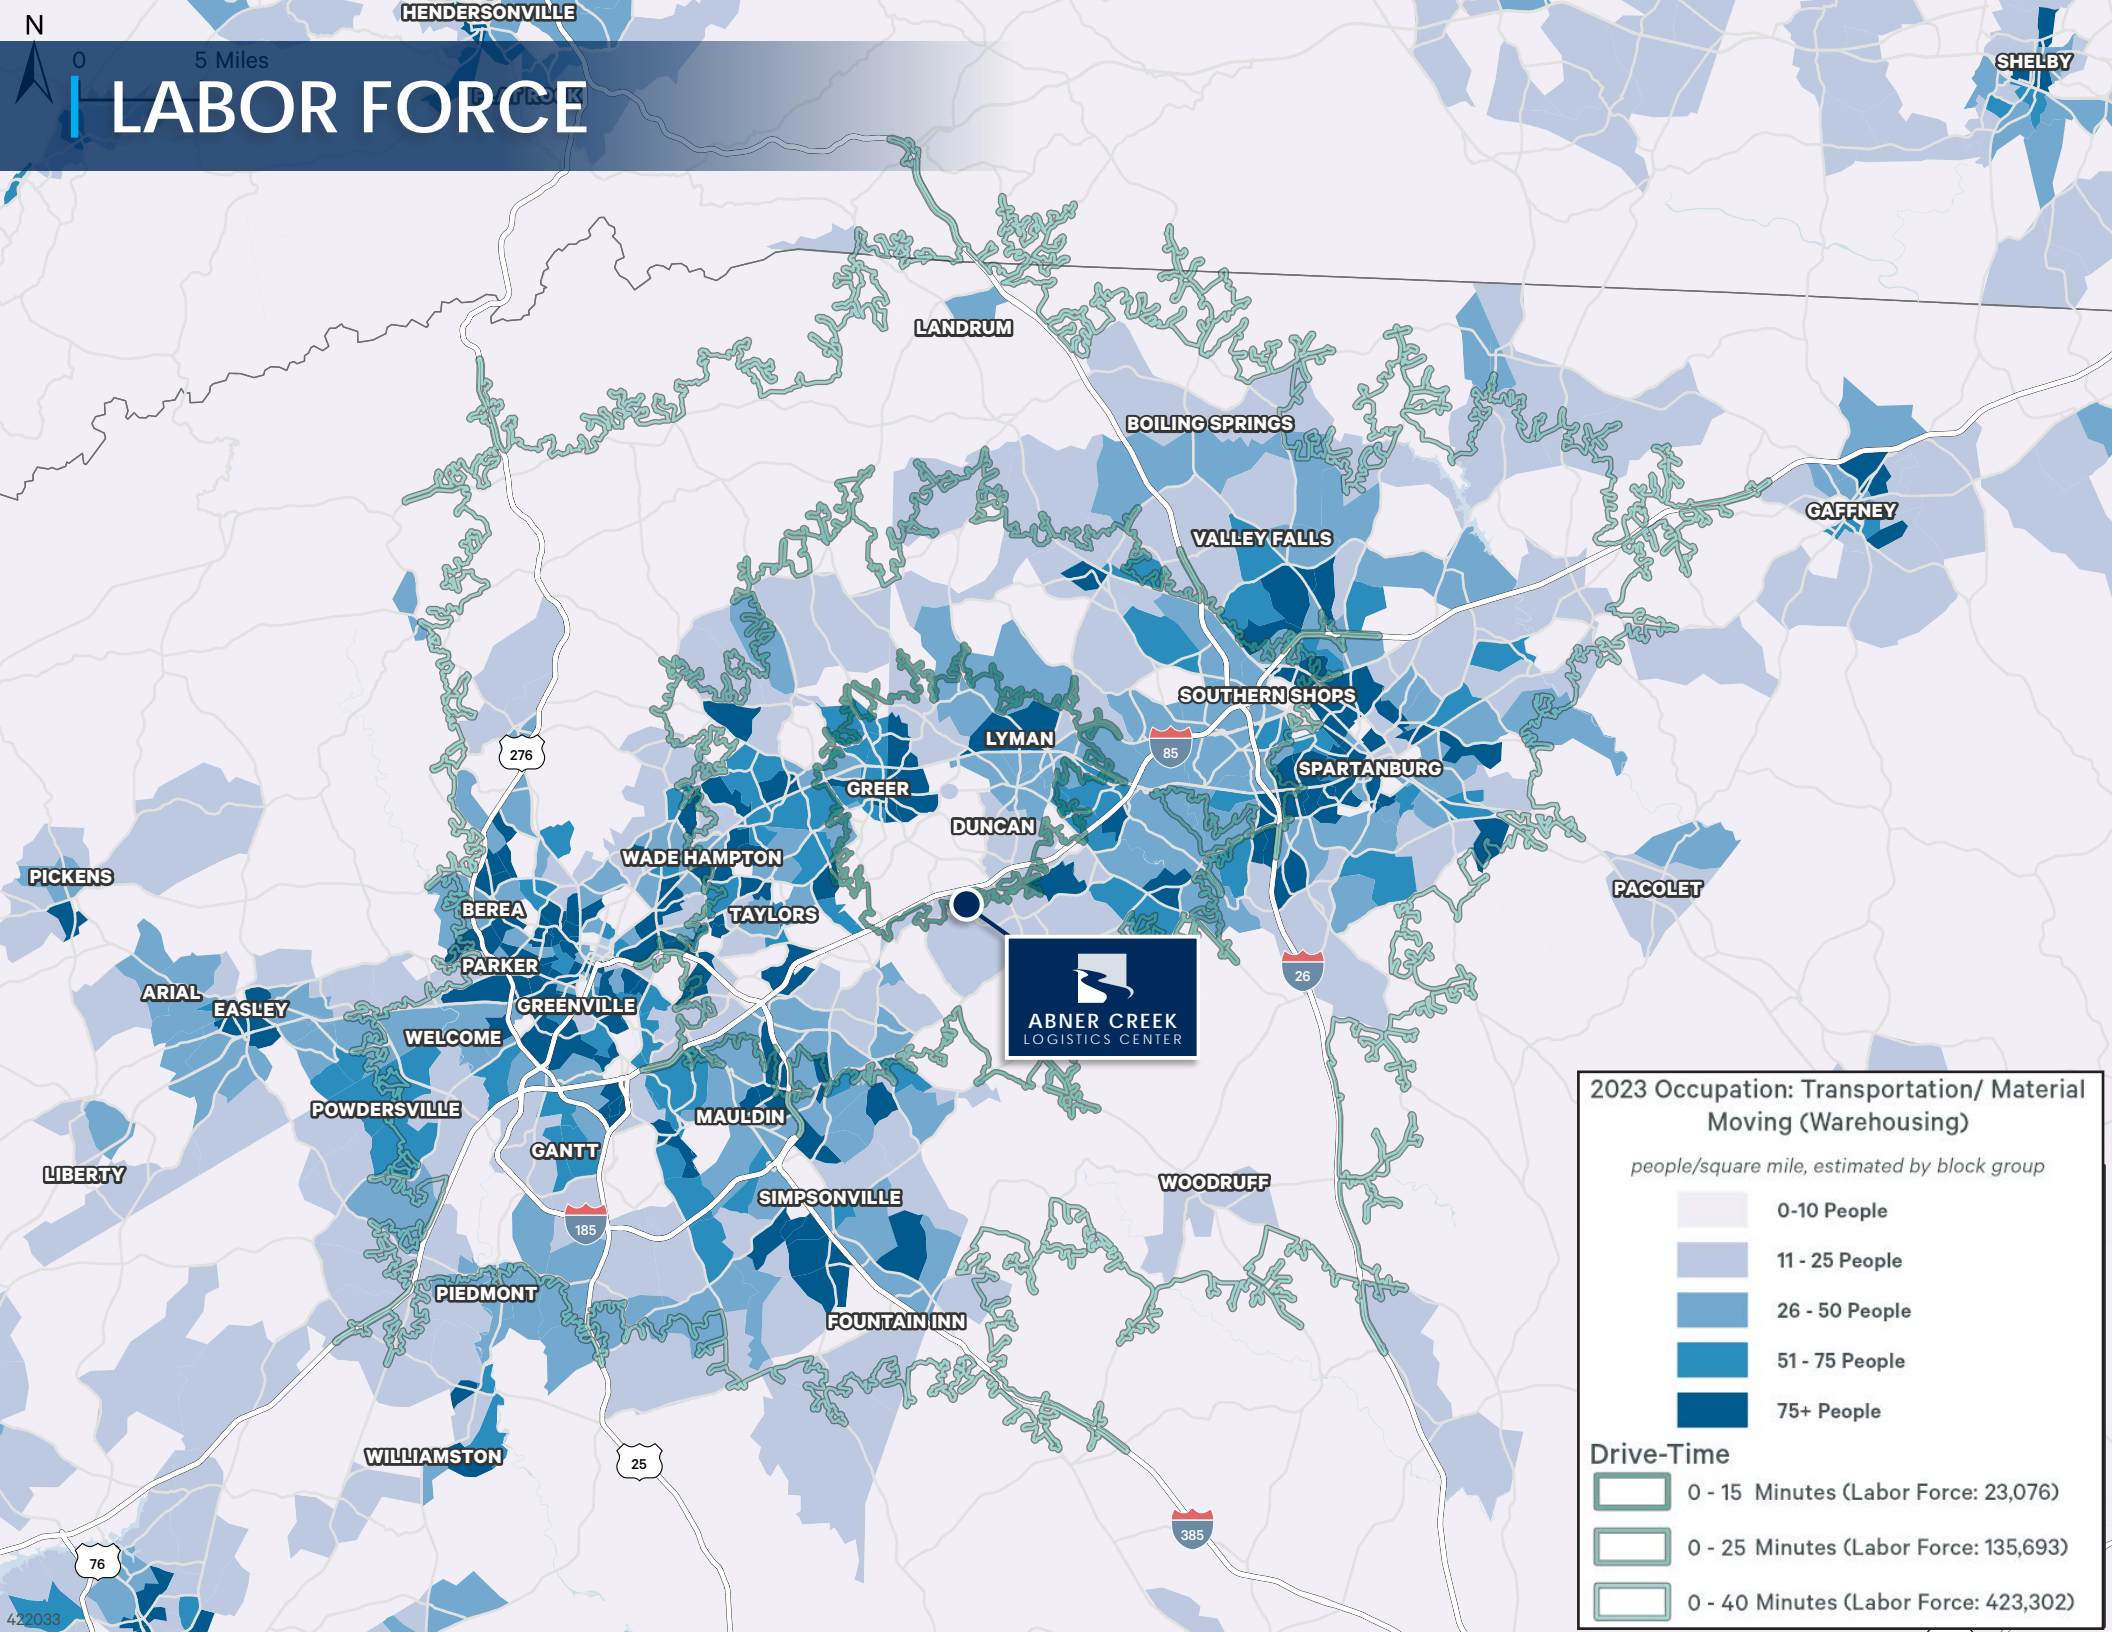 HENDERSONVILLE
N
0 5 Miles
SHELBY
LABOR FORCE
LANDRUM
BOILING SPRINGS
GAFFNEY
VALLEY FALLS
SOUTHERN SHOPS
LYMAN
276
85
SPARTANBURG
GREER
DUNCAN
WADE HAMPTON
PICKENS
PACOLET
BEREA
TAYLORS
PARKER
26
ARIAL
EASLEY
GREENVILLE
WELCOME
ABNER CREEK
LOGISTICS CENTER
POWDERSVILLE
MAULDIN
GANTT
LIBERTY
WOODRUFF
SIMPSONVILLE
185
PIEDMONT
FOUNTAIN INN
WILLIAMSTON
25
385
76
422033
2023 Occupation: Transportation/ Material
Moving (Warehousing)
people/square mile, estimated by block group
0-10 People
11 - 25 People
26 - 50 People
51 - 75 People
75+ People
Drive-Time
0 - 15 Minutes (Labor Force: 23,076)
0 - 25 Minutes (Labor Force: 135,693)
0 - 40 Minutes (Labor Force: 423,302)